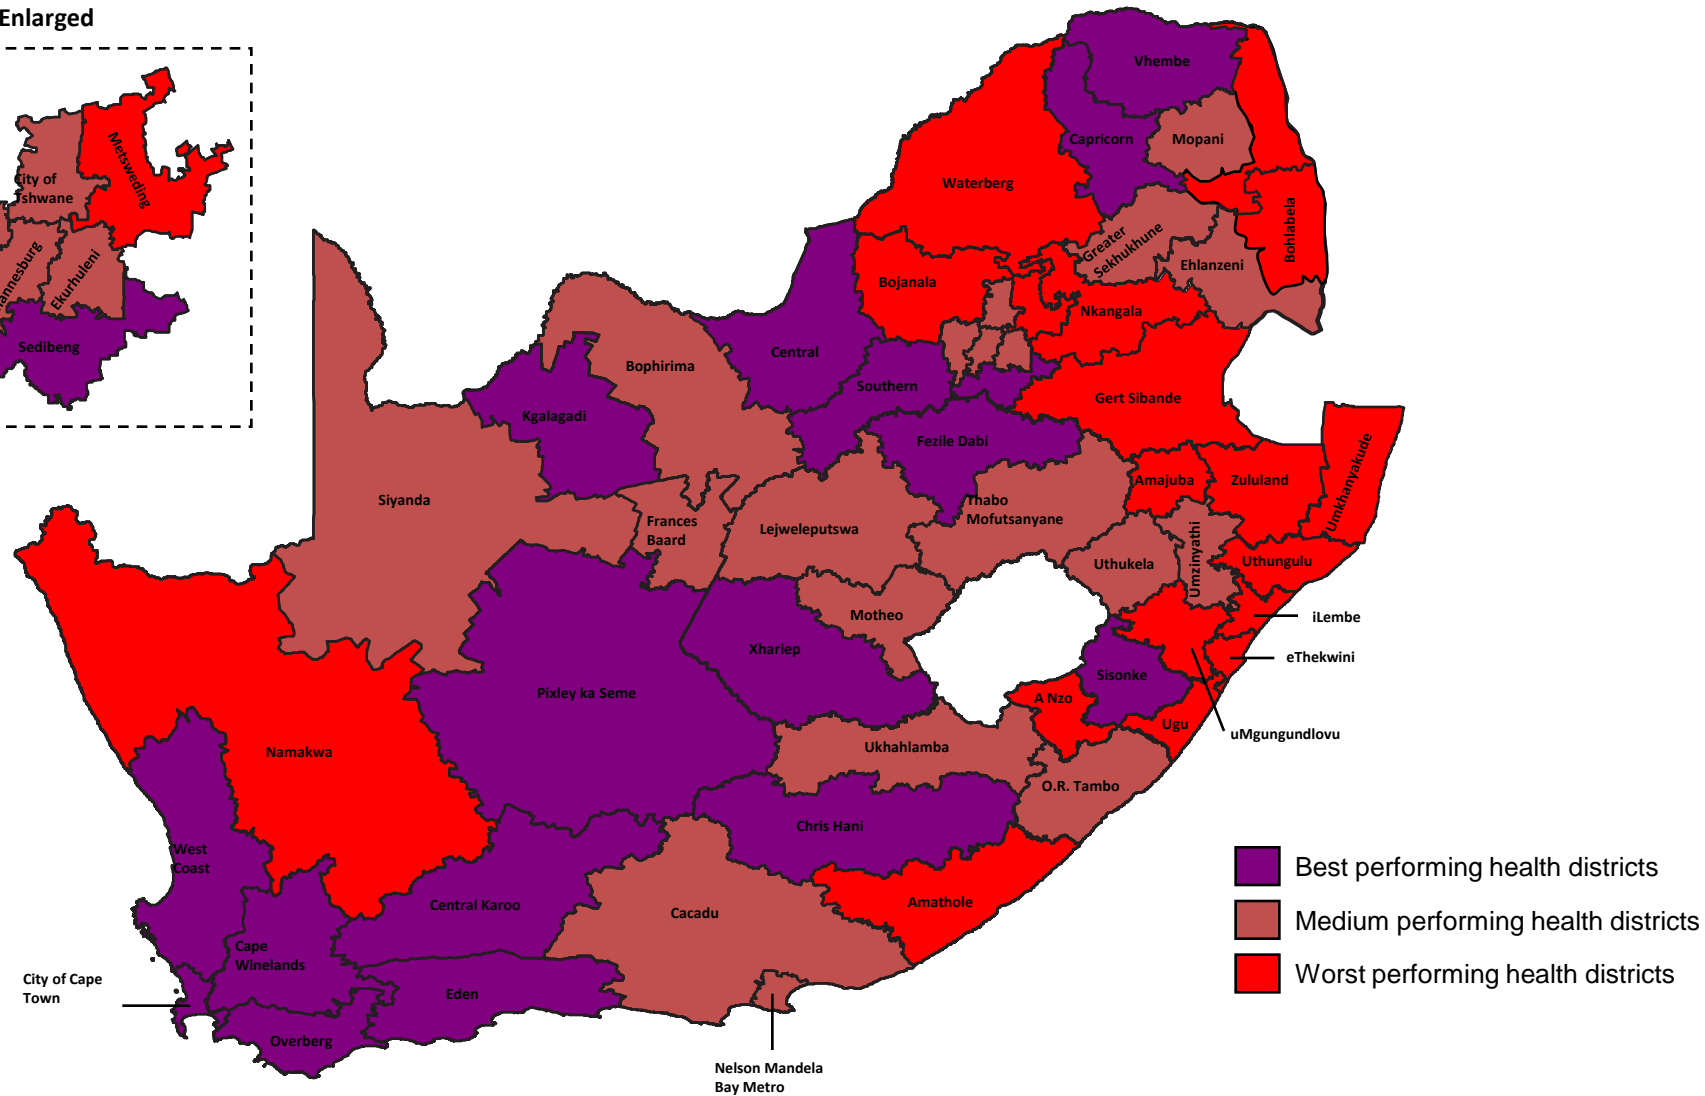 Enlarged
Metsweding
City of
Tshwane
Ekurhuleni
Sedibeng
Vhembe
Capricorn
Mopani
Waterberg
Bohlabela
Greater
Sekhukhune
Ehlanzeni
Bojanala
Nkangala
Central
Bophirima
Southern
Gert Sibande
Kgalagadi
Fezile Dabi
Umkhanyakude
Amajuba
Zululand
Siyanda
Thabo
Mofutsanyane
Frances
Baard
Lejweleputswa
Umzinyathi
Uthukela
Uthungulu
Motheo
iLembe
Xhariep
eThekwini
Sisonke
Pixley ka Seme
A Nzo
Ugu
uMgungundlovu
Ukhahlamba
Namakwa
O.R. Tambo
Chris Hani
West
Coast
Best performing health districts
Central Karoo
Amathole
Cacadu
Medium performing health districts
Cape
Winelands
City of Cape
Town
Worst performing health districts
Eden
Overberg
Nelson Mandela
Bay Metro